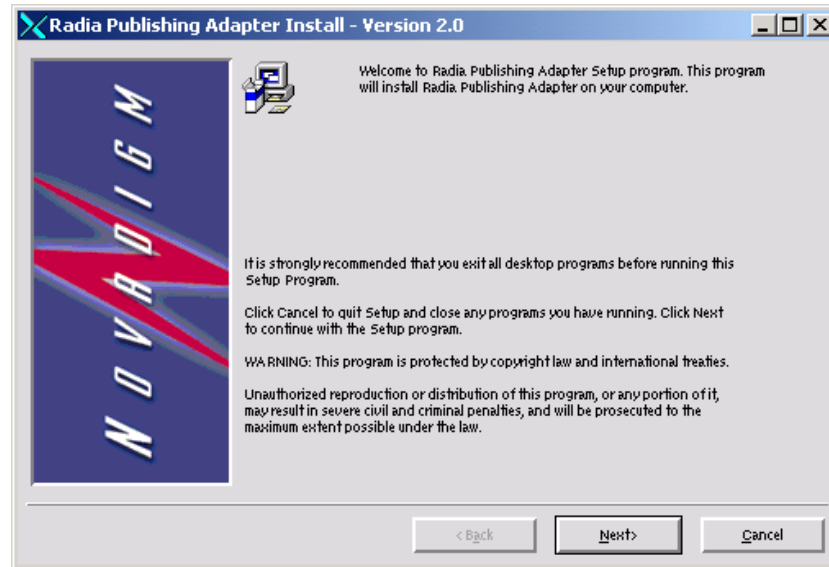 Radia Publishing Adapter Install - Version 2.0
NOVADIGM
Welcome to Radia Publishing Adapter Setup program. This program
will install Radia Publishing Adapter on your computer.
It is strongly recommended that you exit all desktop programs before running this
Setup Program.
Click Cancel to quit Setup and close any programs you have running. Click Next
to continue with the Setup program.
WARNING: This program is protected by copyright law and international treaties.
Unauthorized reproduction or distribution of this program, or any portion of it,
may result in severe civil and criminal penalties, and will be prosecuted to the
maximum extent possible under the law.
< Back
Next>
Cancel